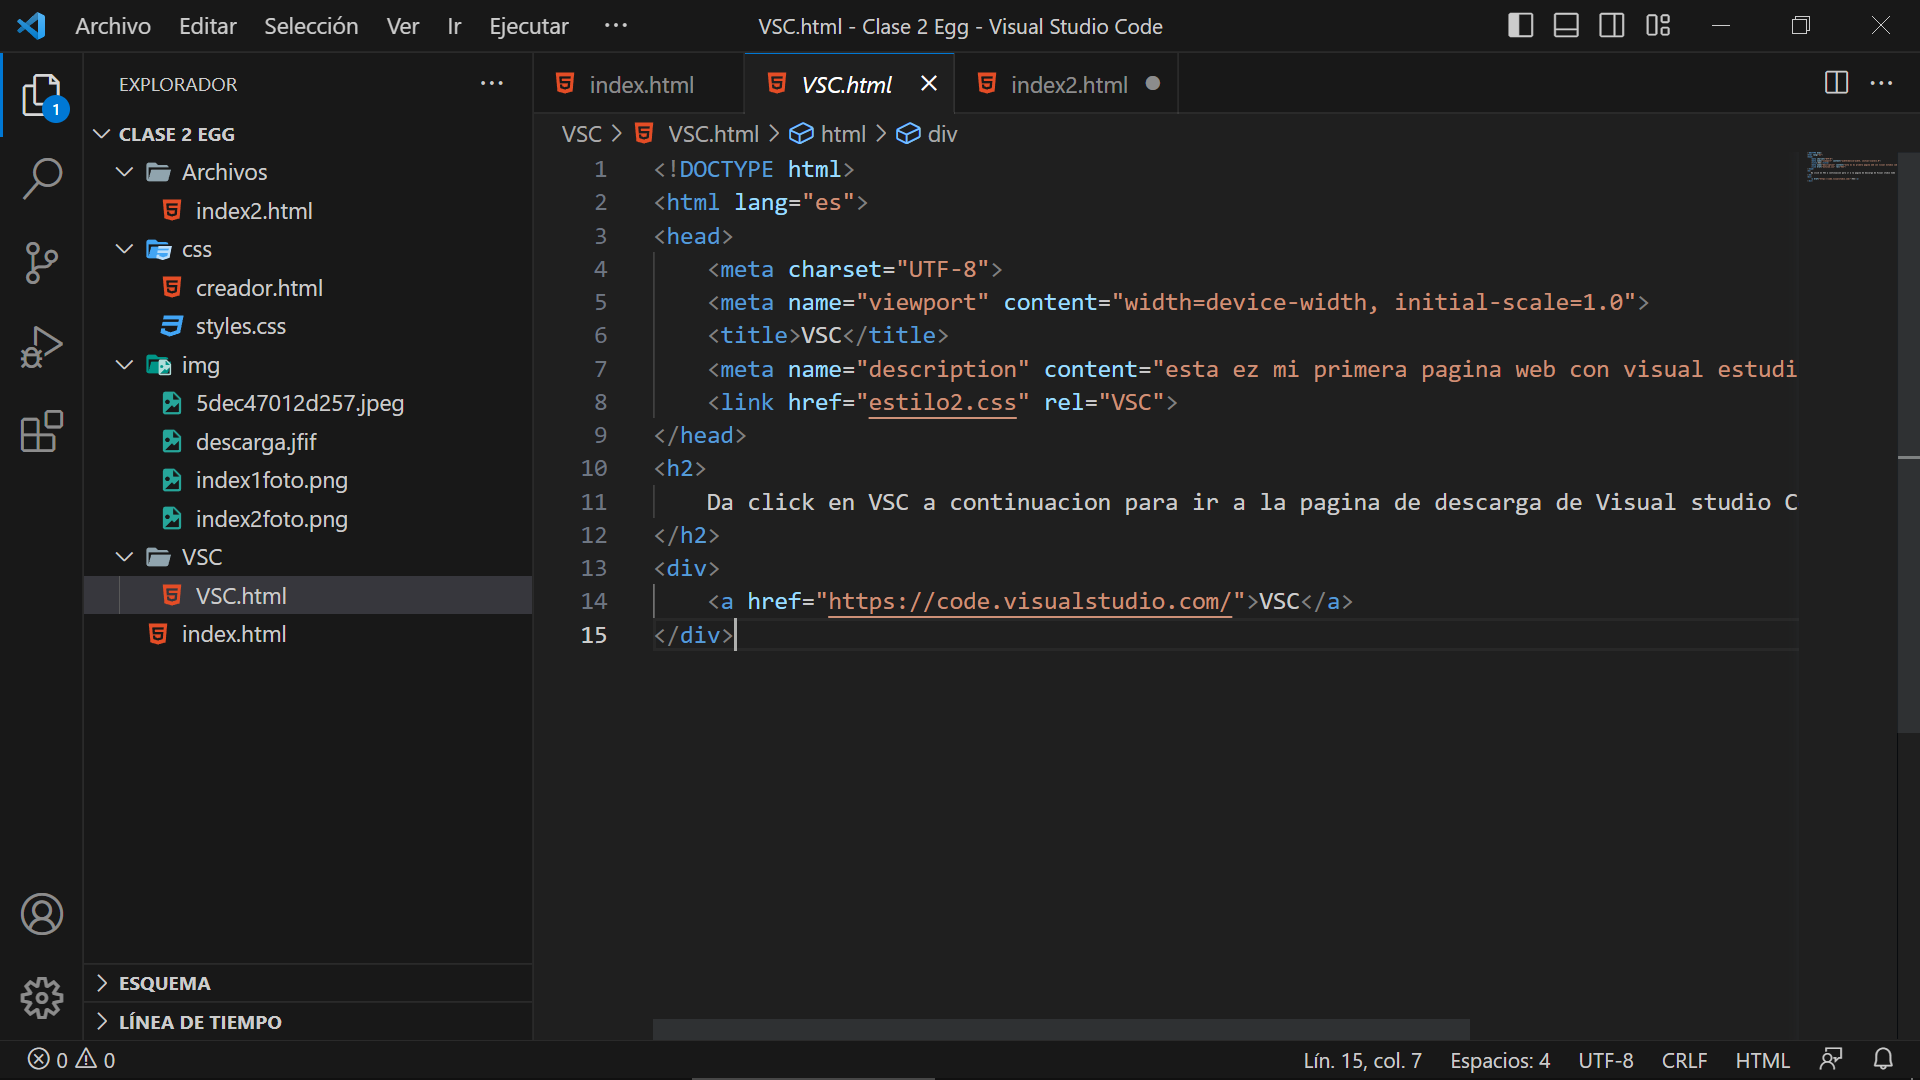 Archivo Editar Selección Ver Ir Ejecutar ··· VSC.html - Clase 2 Egg - Visual Studio Code
1
EXPLORADOR ···
CLASE 2 EGG
Archivos
index2.html
css
creador.html
styles.css
img
5dec47012d257.jpeg
descarga.jfif
index1foto.png
index2foto.png
VSC
VSC.html
index.html
ESQUEMA
LÍNEA DE TIEMPO
index.html VSC.html index2.html
VSC > VSC.html > html > div
1 <!DOCTYPE html>
2 <html lang="es">
3 <head>
4 <meta charset="UTF-8">
5 <meta name="viewport" content="width=device-width, initial-scale=1.0">
6 <title>VSC</title>
7 <meta name="description" content="esta ez mi primera pagina web con visual estudi
8 <link href="estilo2.css" rel="VSC">
9 </head>
10 <h2>
11 Da click en VSC a continuacion para ir a la pagina de descarga de Visual studio C
12 </h2>
13 <div>
14 <a href="https://code.visualstudio.com/">VSC</a>
15 </div>
0 0 Lín. 15, col. 7 Espacios: 4 UTF-8 CRLF HTML